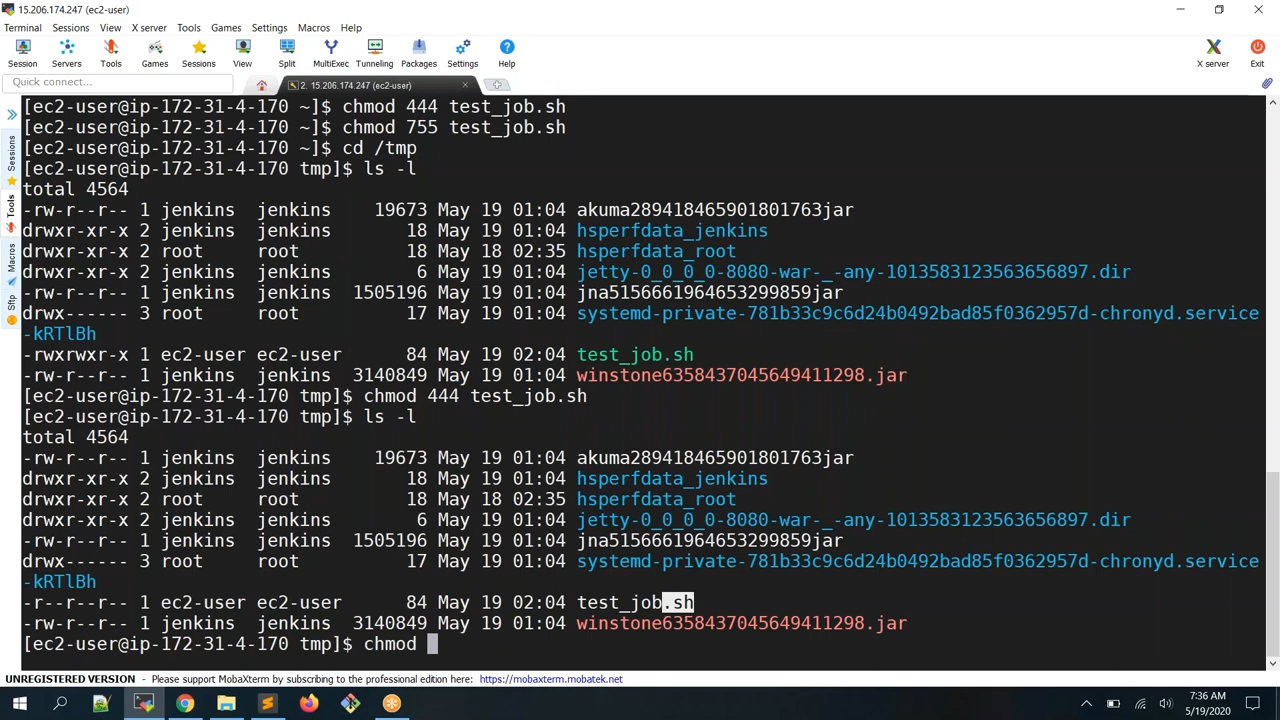 15.206.174.247 (ec2-user)
Terminal Sessions View X server Tools Games Settings Macros Help
Session Servers Tools Games Sessions View Split MultiExec Tunneling Packages Settings Help X server Exit
Quick connect...
2. 15.206.174.247 (ec2-user)
Sessions
Tools
Macros
Sftp
[ec2-user@ip-172-31-4-170 ~]$ chmod 444 test_job.sh
[ec2-user@ip-172-31-4-170 ~]$ chmod 755 test_job.sh
[ec2-user@ip-172-31-4-170 ~]$ cd /tmp
[ec2-user@ip-172-31-4-170 tmp]$ ls -l
total 4564
-rw-r--r-- 1 jenkins jenkins 19673 May 19 01:04 akuma289418465901801763jar
drwxr-xr-x 2 jenkins jenkins 18 May 19 01:04 hsperfdata_jenkins
drwxr-xr-x 2 root root 18 May 18 02:35 hsperfdata_root
drwxr-xr-x 2 jenkins jenkins 6 May 19 01:04 jetty-0_0_0_0-8080-war-_-any-1013583123563656897.dir
-rw-r--r-- 1 jenkins jenkins 1505196 May 19 01:04 jna5156661964653299859jar
drwx------ 3 root root 17 May 19 01:04 systemd-private-781b33c9c6d24b0492bad85f0362957d-chronyd.service
-kRTlBh
-rwxrwxr-x 1 ec2-user ec2-user 84 May 19 02:04 test_job.sh
-rw-r--r-- 1 jenkins jenkins 3140849 May 19 01:04 winstone6358437045649411298.jar
[ec2-user@ip-172-31-4-170 tmp]$ chmod 444 test_job.sh
[ec2-user@ip-172-31-4-170 tmp]$ ls -l
total 4564
-rw-r--r-- 1 jenkins jenkins 19673 May 19 01:04 akuma289418465901801763jar
drwxr-xr-x 2 jenkins jenkins 18 May 19 01:04 hsperfdata_jenkins
drwxr-xr-x 2 root root 18 May 18 02:35 hsperfdata_root
drwxr-xr-x 2 jenkins jenkins 6 May 19 01:04 jetty-0_0_0_0-8080-war-_-any-1013583123563656897.dir
-rw-r--r-- 1 jenkins jenkins 1505196 May 19 01:04 jna5156661964653299859jar
drwx------ 3 root root 17 May 19 01:04 systemd-private-781b33c9c6d24b0492bad85f0362957d-chronyd.service
-kRTlBh
-r--r--r-- 1 ec2-user ec2-user 84 May 19 02:04 test_job.sh
-rw-r--r-- 1 jenkins jenkins 3140849 May 19 01:04 winstone6358437045649411298.jar
[ec2-user@ip-172-31-4-170 tmp]$ chmod
UNREGISTERED VERSION - Please support MobaXterm by subscribing to the professional edition here: https://mobaxterm.mobatek.net
7:36 AM
5/19/2020